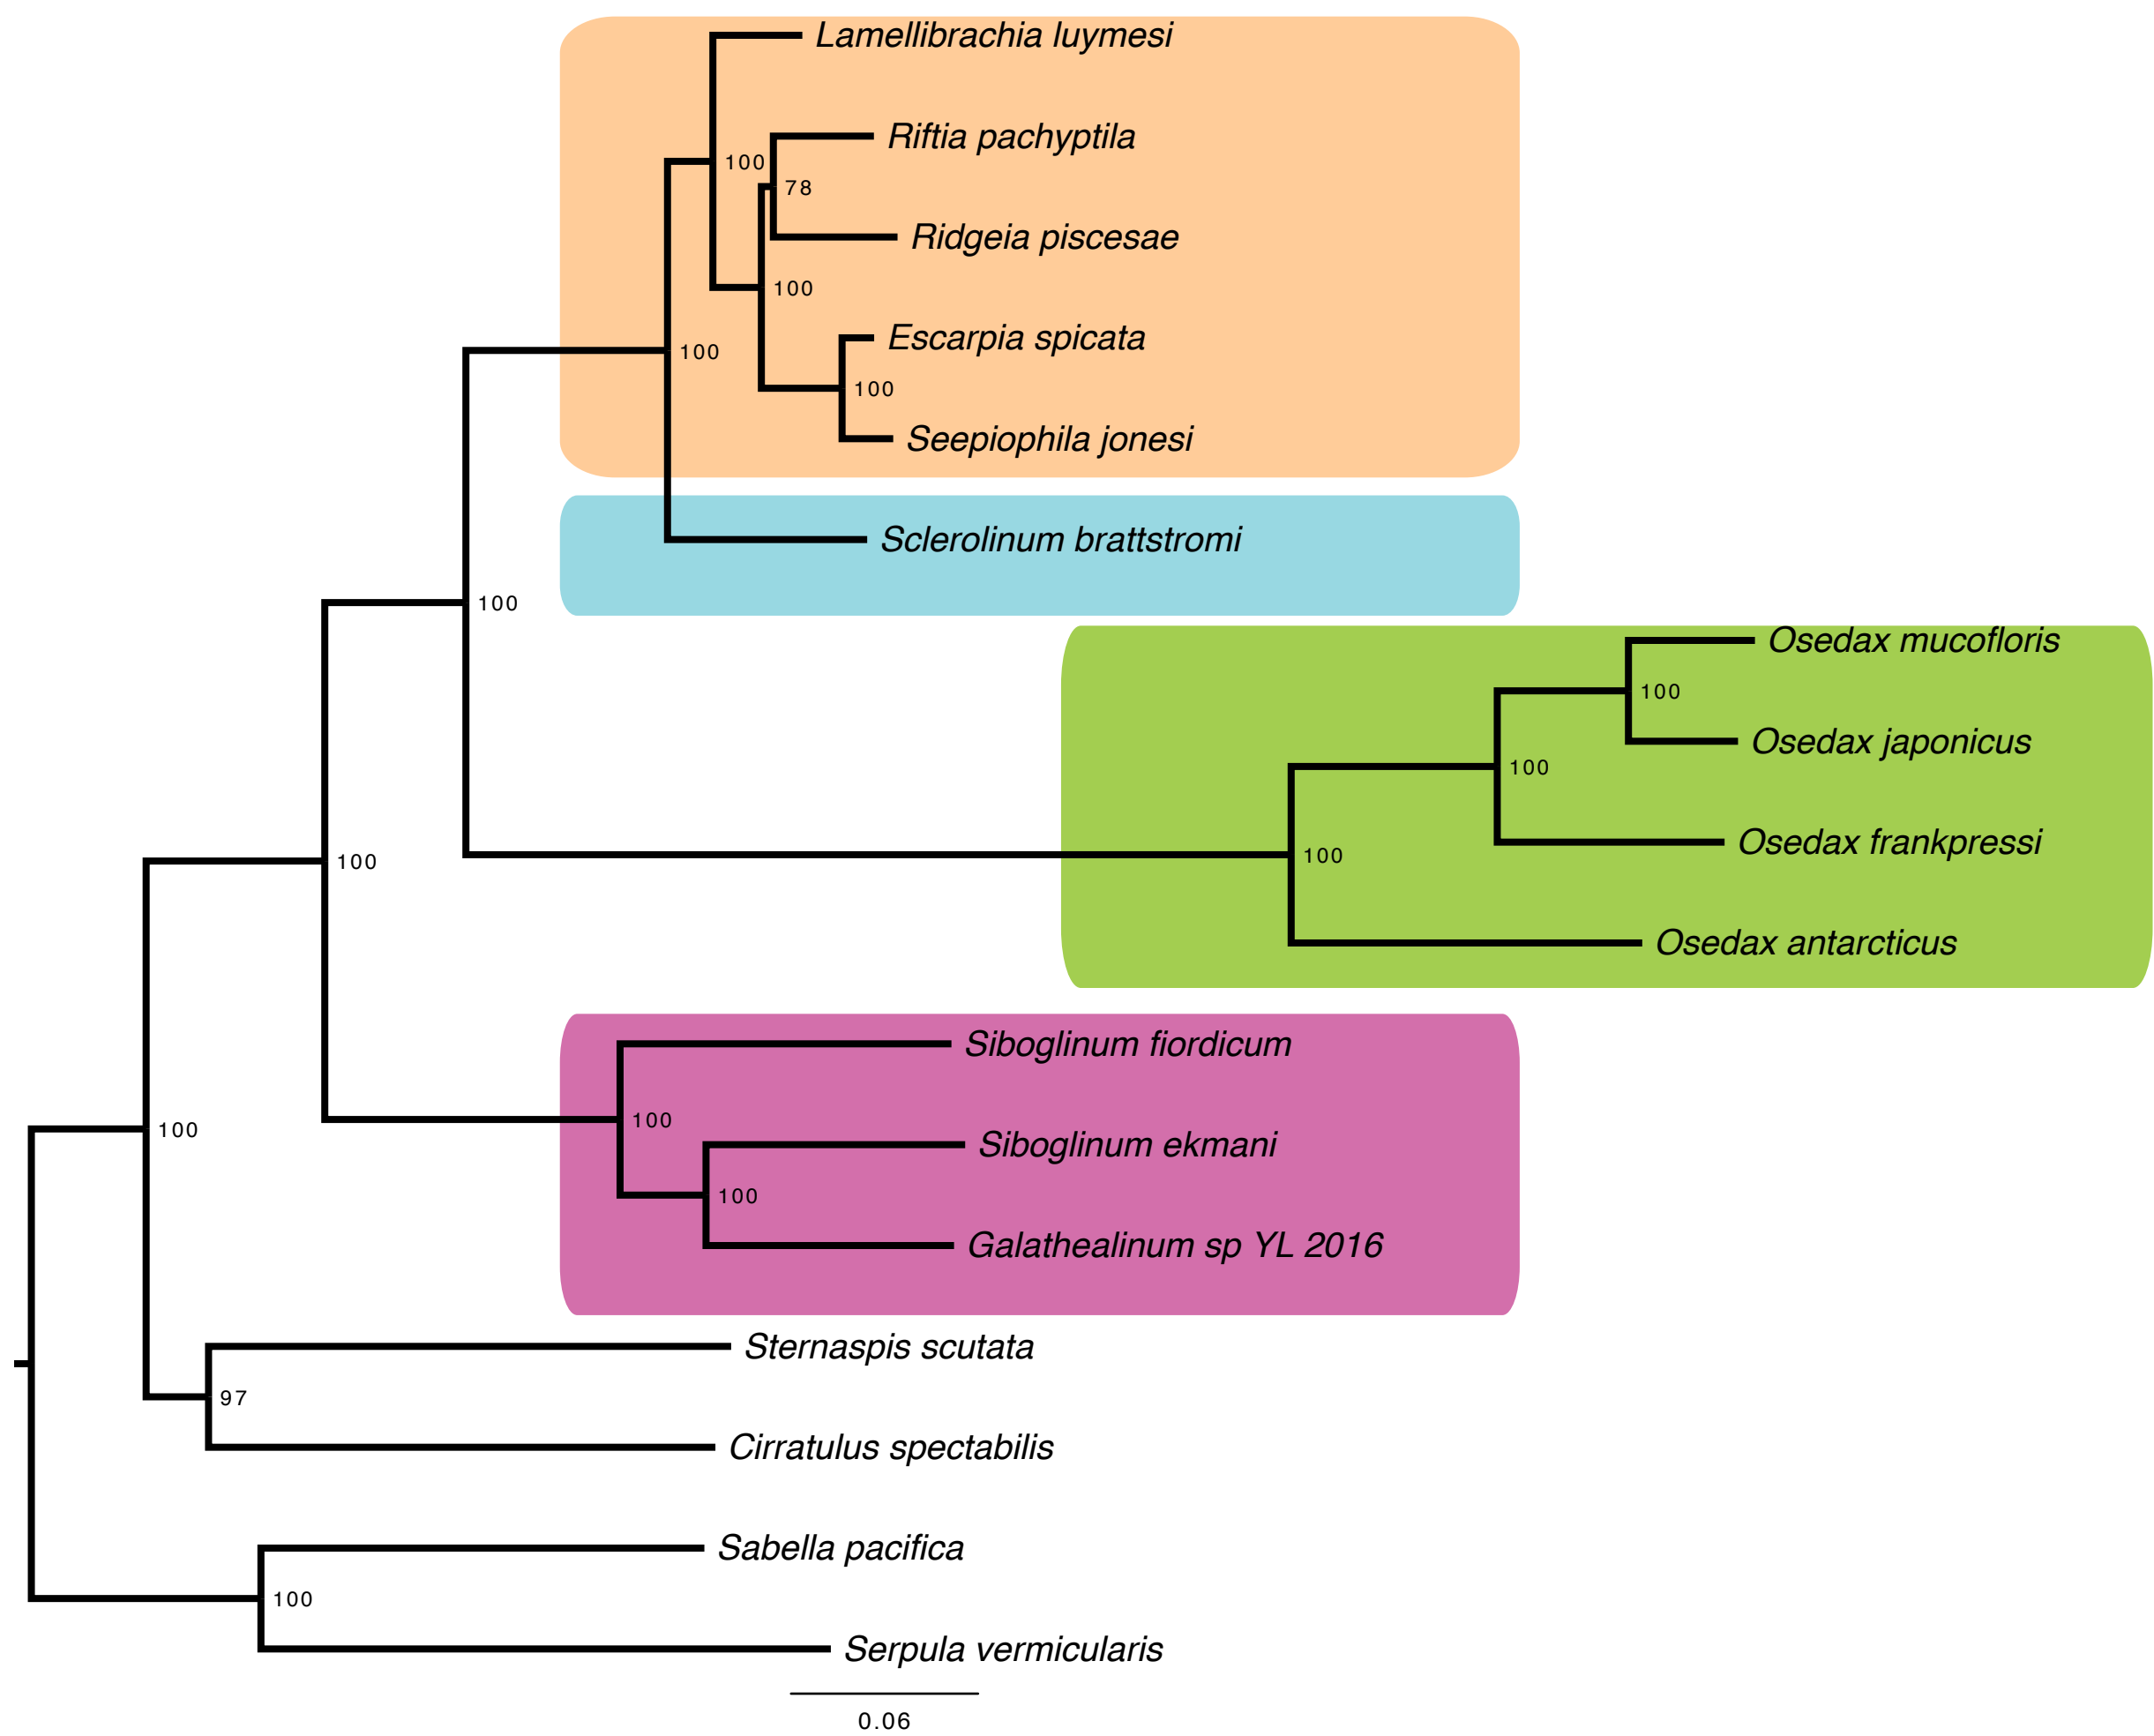 Lamellibrachia luymesi
Riftia pachyptila
100
78
Ridgeia piscesae
100
Escarpia spicata
100
100
Seepiophila jonesi
Sclerolinum brattstromi
100
Osedax mucofloris
100
Osedax japonicus
100
Osedax frankpressi
100
100
Osedax antarcticus
Siboglinum fiordicum
100
100
Siboglinum ekmani
100
Galathealinum sp YL 2016
Sternaspis scutata
97
Cirratulus spectabilis
Sabella pacifica
100
Serpula vermicularis
0.06